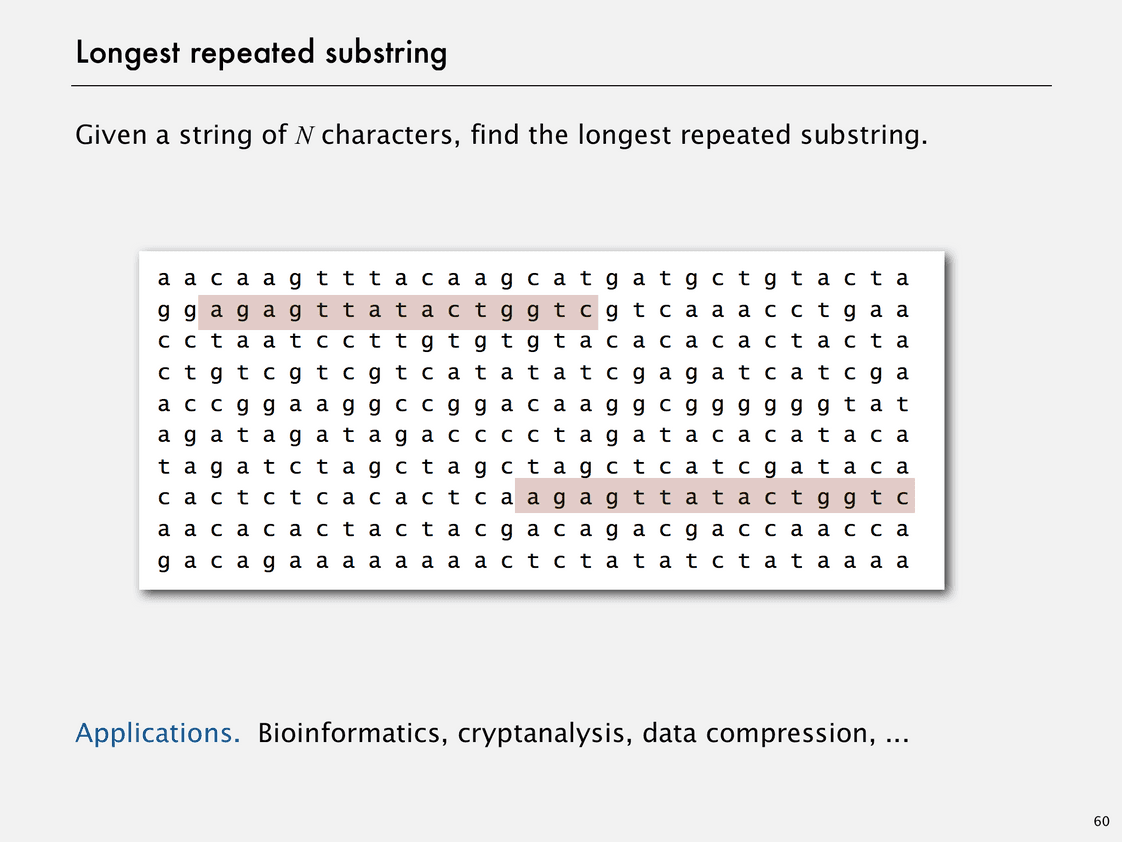 Longest repeated substring
Given a string of N characters, find the longest repeated substring.
a a c a a g t t t a c a a g c a t g a t g c t g t a c t a
g g a g a g t t a t a c t g g t c g t c a a a c c t g a a
c c t a a t c c t t g t g t g t a c a c a c a c t a c t a
c t g t c g t c g t c a t a t a t c g a g a t c a t c g a
a c c g g a a g g c c g g a c a a g g c g g g g g g t a t
a g a t a g a t a g a c c c c t a g a t a c a c a t a c a
t a g a t c t a g c t a g c t a g c t c a t c g a t a c a
c a c t c t c a c a c t c a a g a g t t a t a c t g g t c
a a c a c a c t a c t a c g a c a g a c g a c c a a c c a
g a c a g a a a a a a a a c t c t a t a t c t a t a a a a
Applications. Bioinformatics, cryptanalysis, data compression, ...
60